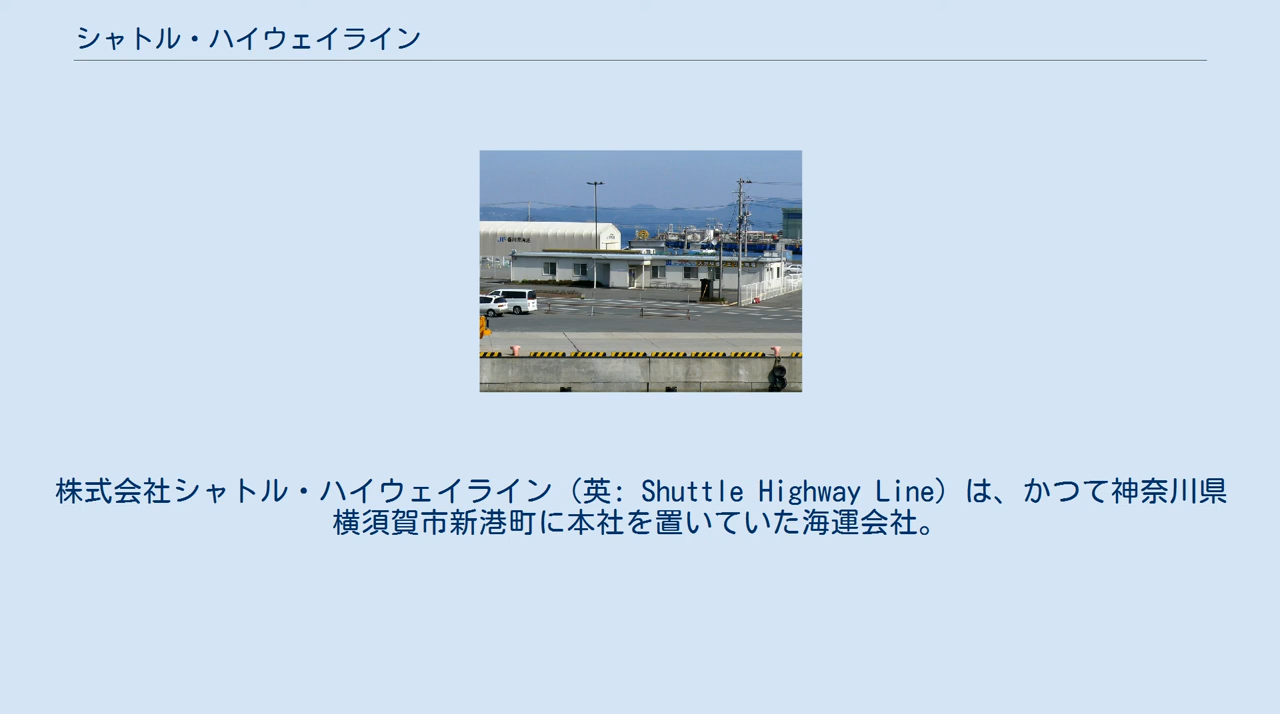 シャトル・ハイウェイライン
株式会社シャトル・ハイウェイライン（英: Shuttle Highway Line）は、かつて神奈川県
横須賀市新港町に本社を置いていた海運会社。